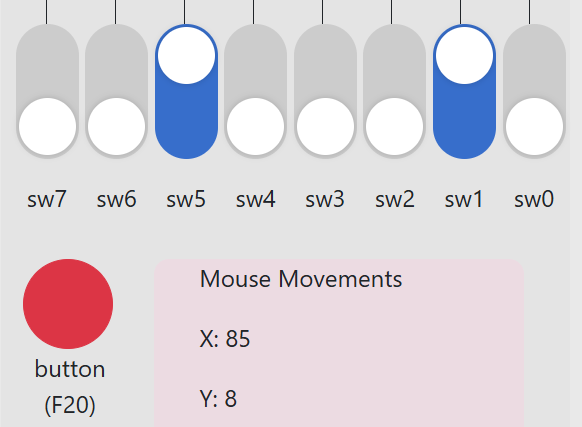 sw7 sw6 sw5 sw4 sw3 sw2 sw1 sw0
button
(F20)
Mouse Movements
X: 85
Y: 8